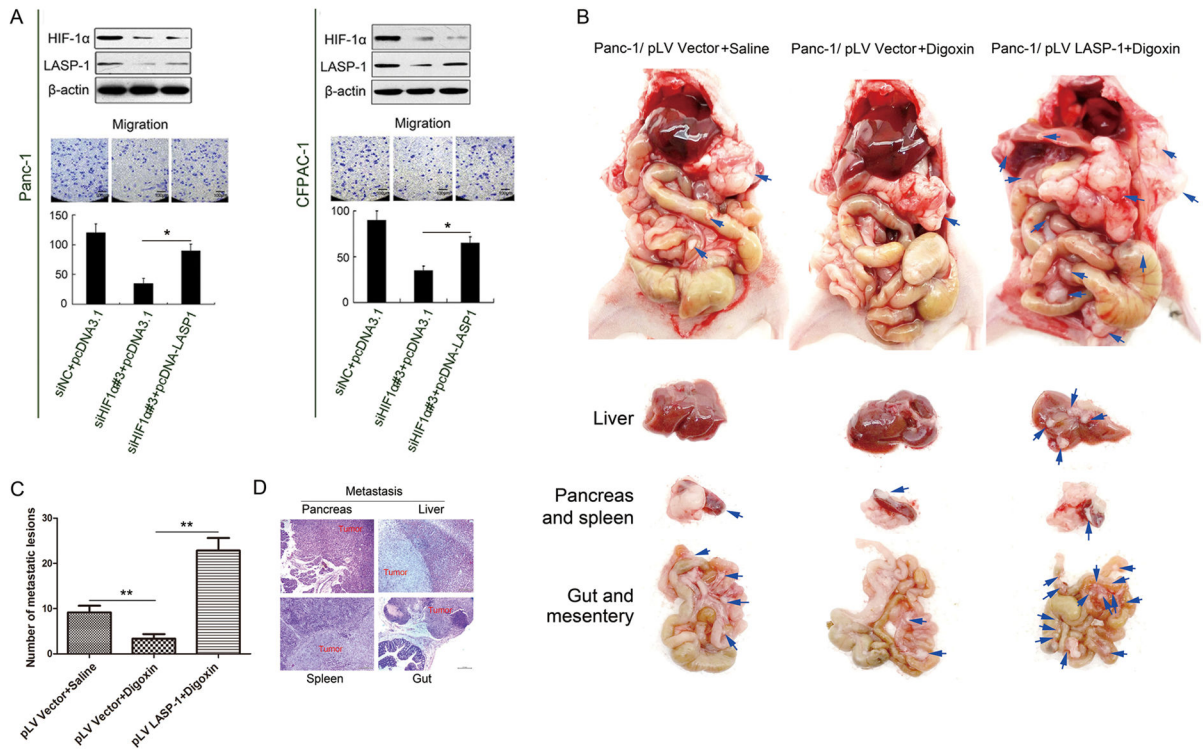 A
Panc-1
HIF-1α
LASP-1
β-actin
Migration
150
100
50
0
*
siNC+pcDNA3.1
siHIF1α#3+pcDNA3.1
siHIF1α#3+pcDNA-LASP1
CFPAC-1
HIF-1α
LASP-1
β-actin
Migration
100
50
0
*
siNC+pcDNA3.1
siHIF1α#3+pcDNA3.1
siHIF1α#3+pcDNA-LASP1
B
Panc-1/ pLV Vector+Saline
Panc-1/ pLV Vector+Digoxin
Panc-1/ pLV LASP-1+Digoxin
Liver
Pancreas
and spleen
Gut and
mesentery
C
Number of metastatic lesions
30
20
10
0
**
**
pLV Vector+Saline
pLV Vector+Digoxin
pLV LASP-1+Digoxin
D
Metastasis
Pancreas
Liver
Tumor
Tumor
Tumor
Tumor
Spleen
Gut